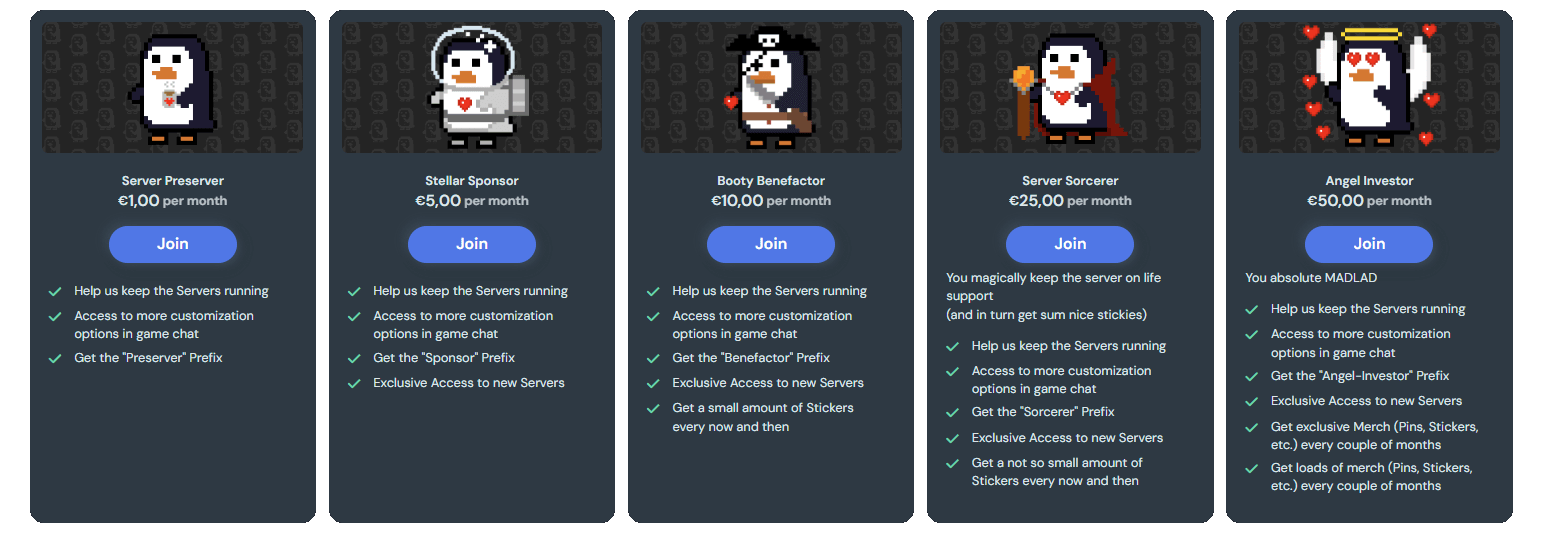 Server Preserver
€1,00 per month
Join
Help us keep the Servers running
Access to more customization
options in game chat
Get the "Preserver" Prefix
Stellar Sponsor
€5,00 per month
Join
Help us keep the Servers running
Access to more customization
options in game chat
Get the "Sponsor" Prefix
Exclusive Access to new Servers
Booty Benefactor
€10,00 per month
Join
Help us keep the Servers running
Access to more customization
options in game chat
Get the "Benefactor" Prefix
Exclusive Access to new Servers
Get a small amount of Stickers
every now and then
Server Sorcerer
€25,00 per month
Join
You magically keep the server on life
support
(and in turn get sum nice stickies)
Help us keep the Servers running
Access to more customization
options in game chat
Get the "Sorcerer" Prefix
Exclusive Access to new Servers
Get a not so small amount of
Stickers every now and then
Angel Investor
€50,00 per month
Join
You absolute MADLAD
Help us keep the Servers running
Access to more customization
options in game chat
Get the "Angel-Investor" Prefix
Exclusive Access to new Servers
Get exclusive Merch (Pins, Stickers,
etc.) every couple of months
Get loads of merch (Pins, Stickers,
etc.) every couple of months